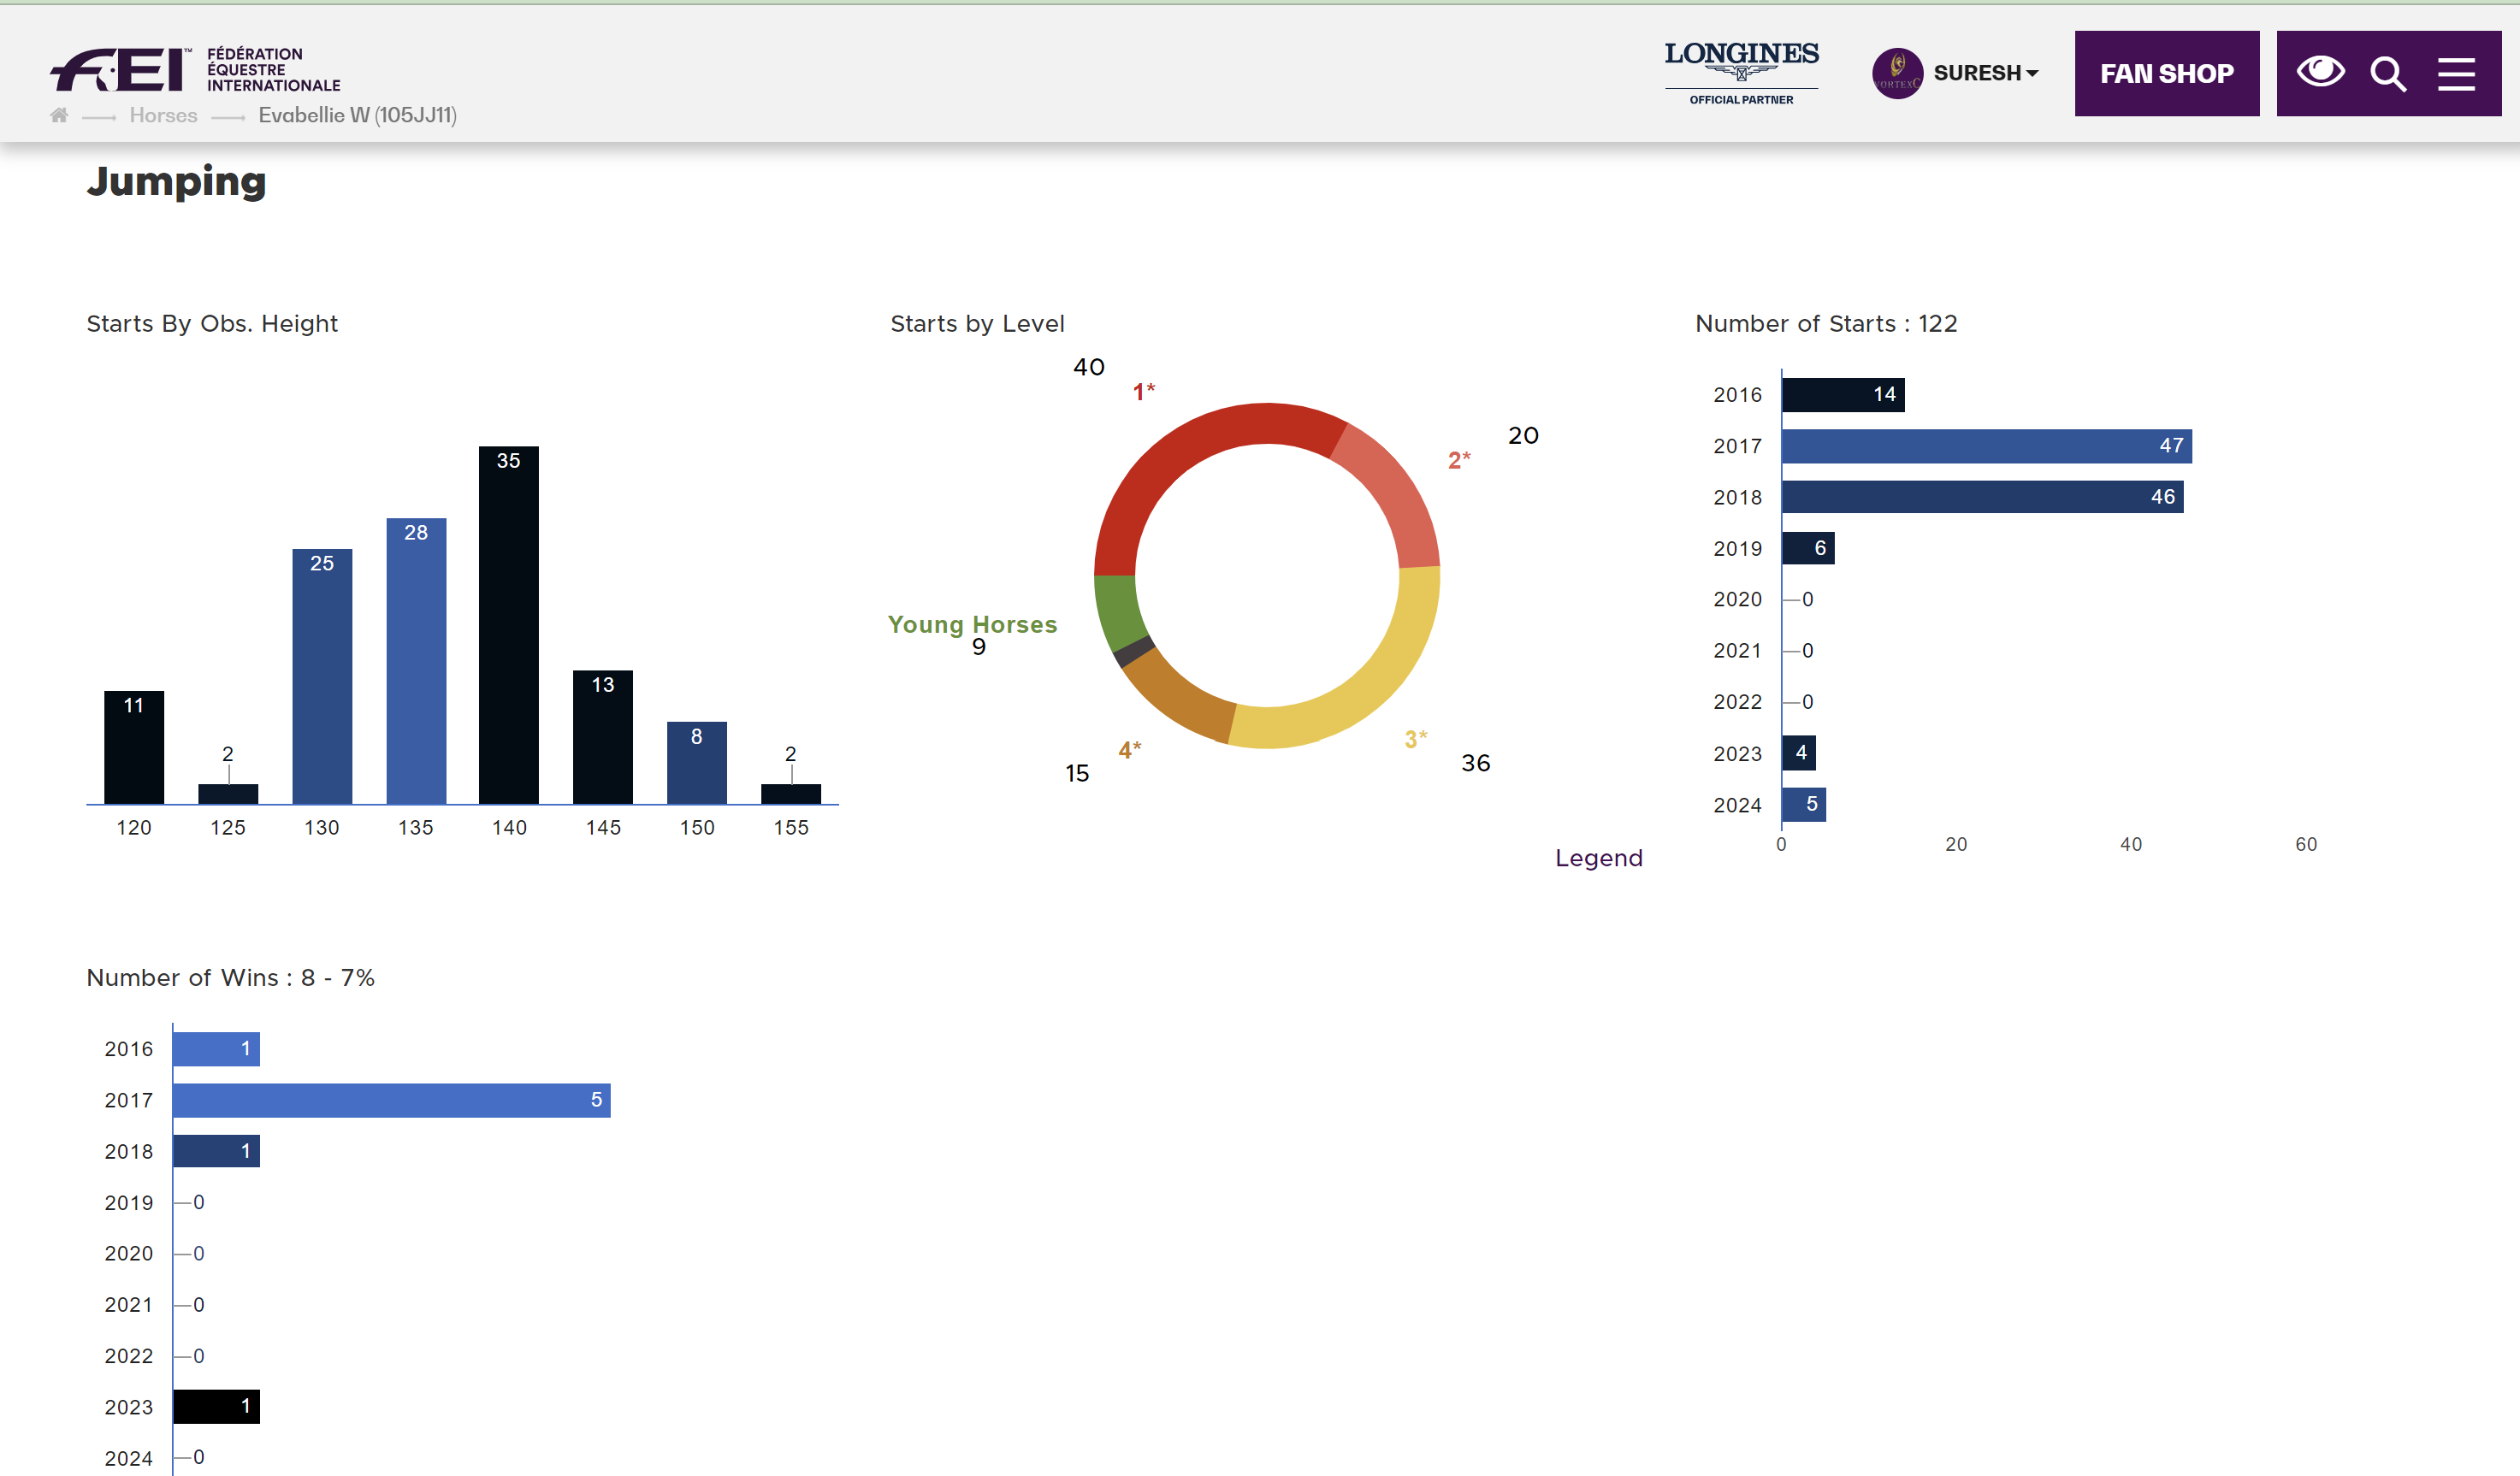 FEI™ FÉDÉRATION
ÉQUESTRE
INTERNATIONALE
Horses Evabellie W (105JJ11)
LONGINES
OFFICIAL PARTNER
VORTEXC
SURESH
FAN SHOP
Jumping
Starts By Obs. Height
11
2
25
28
35
13
8
2
120 125 130 135 140 145 150 155
Starts by Level
40
1*
20
2*
Young Horses
9
4*
15
3*
36
Legend
Number of Starts : 122
2016 14
2017 47
2018 46
2019 6
2020 0
2021 0
2022 0
2023 4
2024 5
0 20 40 60
Number of Wins : 8 - 7%
2016 1
2017 5
2018 1
2019 0
2020 0
2021 0
2022 0
2023 1
2024 0